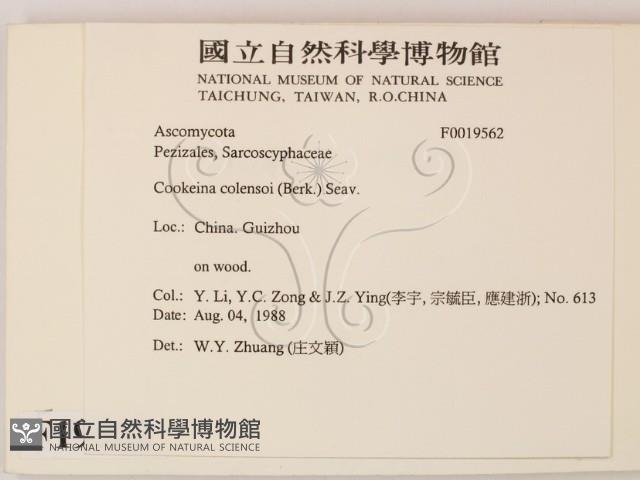 國立自然科學博物館
NATIONAL MUSEUM OF NATURAL SCIENCE
TAICHUNG, TAIWAN, R.O.CHINA
Ascomycota F0019562
Pezizales, Sarcoscyphaceae
Cookeina colensoi (Berk.) Seav.
Loc.: China. Guizhou
on wood.
Col.: Y. Li, Y.C. Zong & J.Z. Ying(李宇, 宗毓臣, 應建浙); No. 613
Date: Aug. 04, 1988
Det.: W.Y. Zhuang (庄文穎)
國立自然科學博物館
NATIONAL MUSEUM OF NATURAL SCIENCE